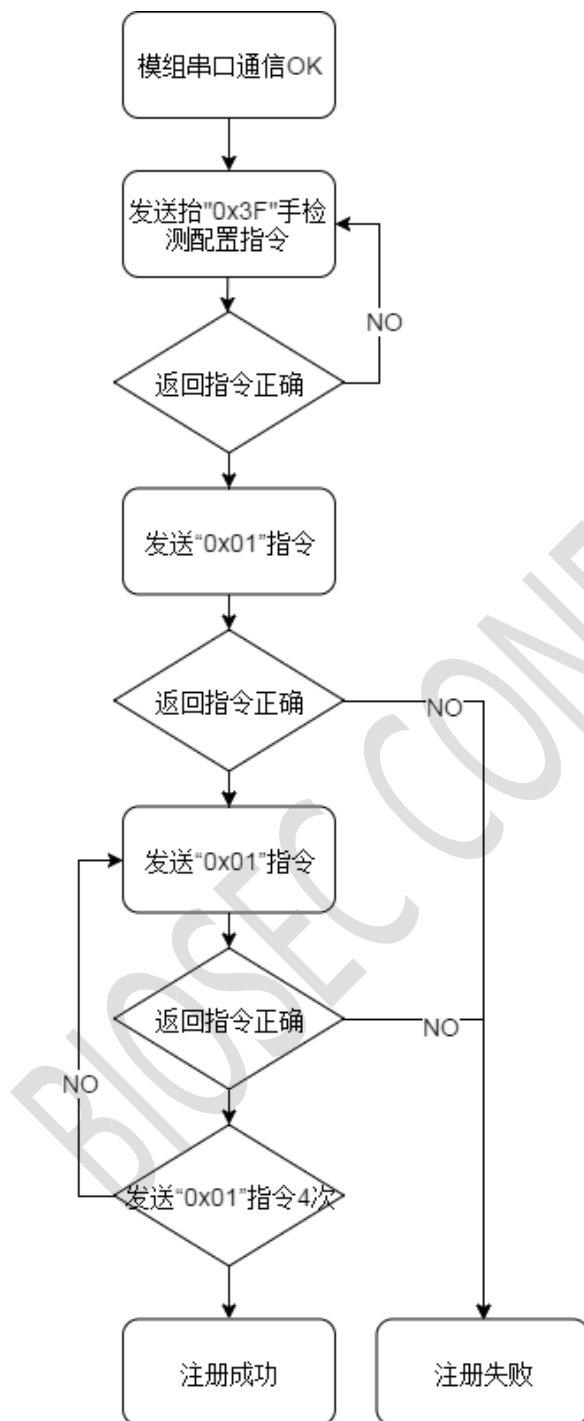 模组串口通信OK
发送抬"0x3F"手检
测配置指令
NO
返回指令正确
发送“0x01”指令
返回指令正确
NO
发送“0x01”指令
返回指令正确
NO
NO
发送“0x01”指令4次
注册成功
注册失败
BIOSEC CONF